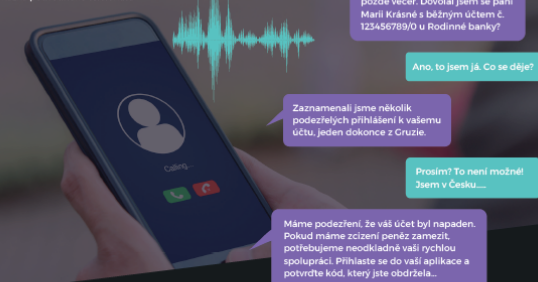 pozdě večer. Dovolal jsem se paní
Marii Krásné s běžným účtem č.
123456789/0 u Rodinné banky?
Ano, to jsem já. Co se děje?
Zaznamenali jsme několik
podezřelých přihlášení k vašemu
účtu, jeden dokonce z Gruzie.
Calling...
Prosím? To není možné!
Jsem v Česku.....
Máme podezření, že váš účet byl napaden.
Pokud máme zcizení peněz zamezit,
potřebujeme neodkladně vaši rychlou
spolupráci. Přihlaste se do vaší aplikace a
potvrďte kód, který jste obdržela...